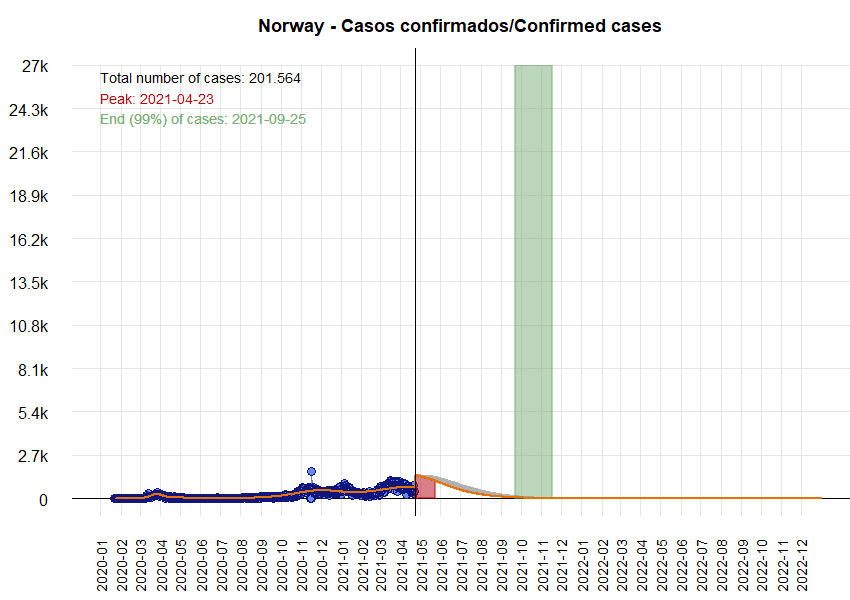 Norway - Casos confirmados/Confirmed cases
Total number of cases: 201.564
Peak: 2021-04-23
End (99%) of cases: 2021-09-25
27k
24.3k
21.6k
18.9k
16.2k
13.5k
10.8k
8.1k
5.4k
2.7k
0
2020-01
2020-02
2020-03
2020-04
2020-05
2020-06
2020-07
2020-08
2020-09
2020-10
2020-11
2020-12
2021-01
2021-02
2021-03
2021-04
2021-05
2021-06
2021-07
2021-08
2021-09
2021-10
2021-11
2021-12
2022-01
2022-02
2022-03
2022-04
2022-05
2022-06
2022-07
2022-08
2022-09
2022-10
2022-11
2022-12